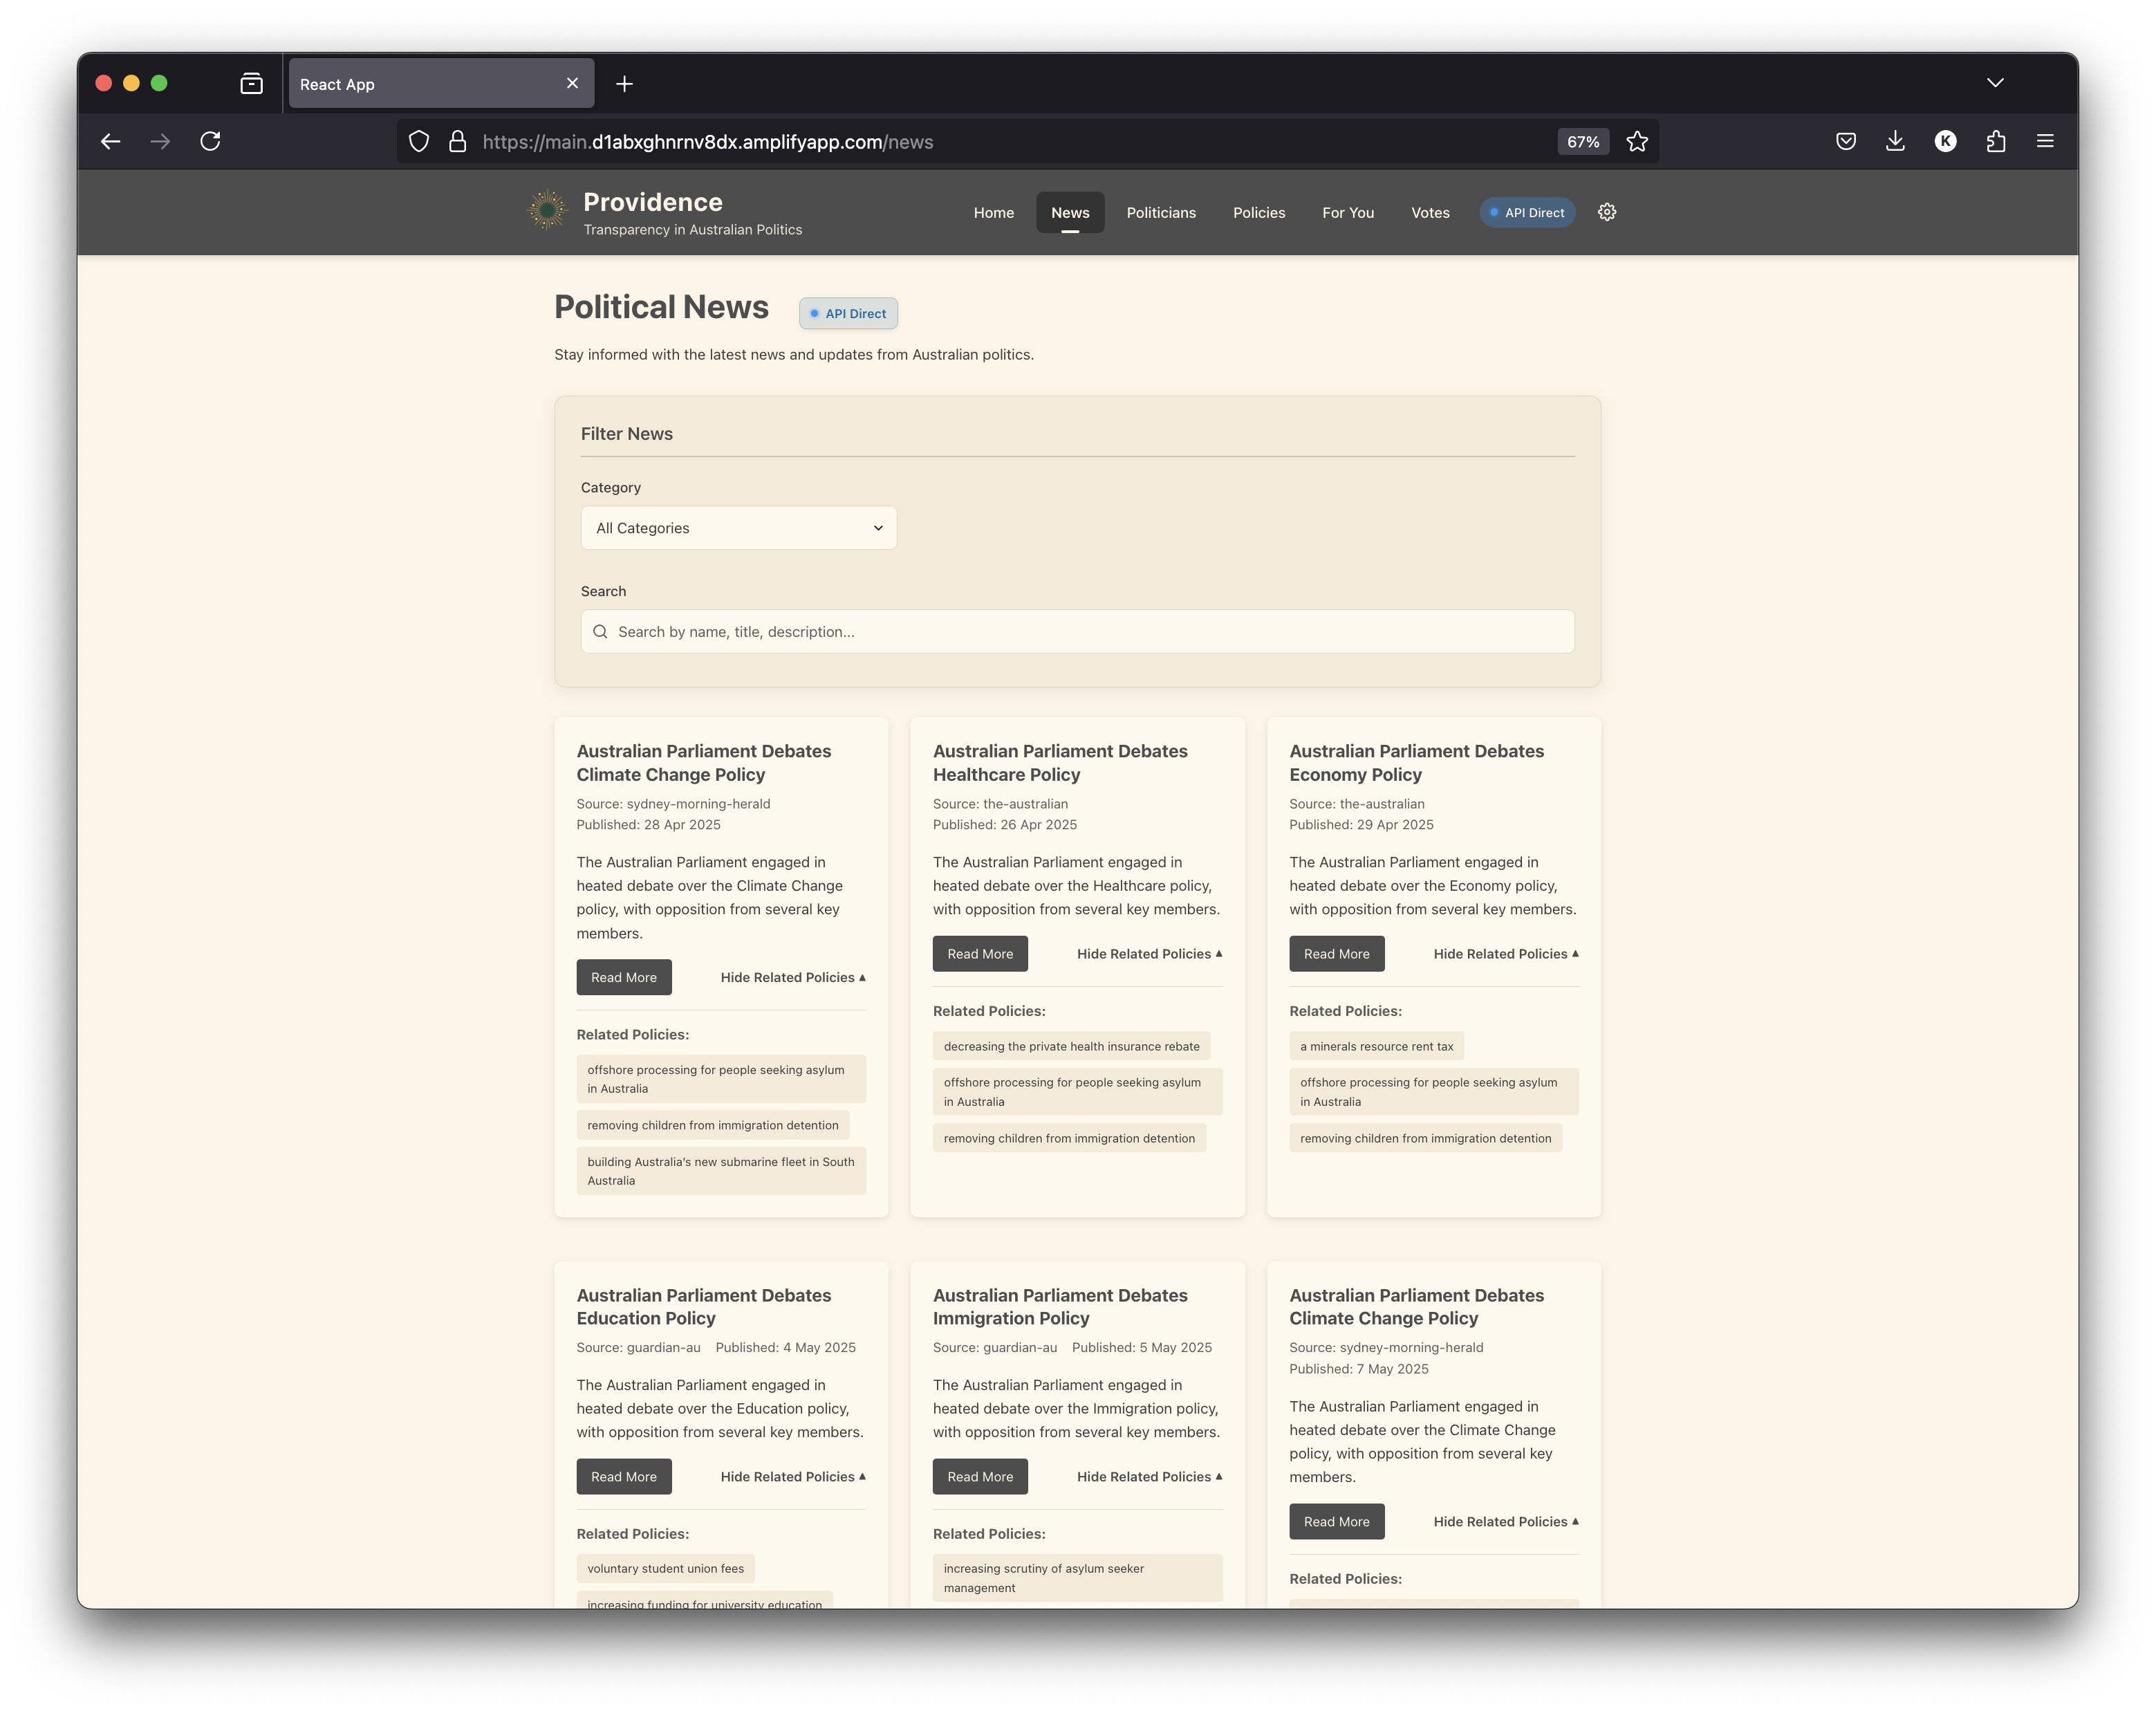 React App
https://main.d1abxghnrnv8dx.amplifyapp.com/news
67%
K
Providence
Transparency in Australian Politics
Home
News
Politicians
Policies
For You
Votes
API Direct
Political News
API Direct
Stay informed with the latest news and updates from Australian politics.
Filter News
Category
All Categories
Search
Search by name, title, description...
Australian Parliament Debates
Climate Change Policy
Source: sydney-morning-herald
Published: 28 Apr 2025
The Australian Parliament engaged in
heated debate over the Climate Change
policy, with opposition from several key
members.
Read More
Hide Related Policies ▲
Related Policies:
offshore processing for people seeking asylum
in Australia
removing children from immigration detention
building Australia’s new submarine fleet in South
Australia
Australian Parliament Debates
Healthcare Policy
Source: the-australian
Published: 26 Apr 2025
The Australian Parliament engaged in
heated debate over the Healthcare policy,
with opposition from several key members.
Read More
Hide Related Policies ▲
Related Policies:
decreasing the private health insurance rebate
offshore processing for people seeking asylum
in Australia
removing children from immigration detention
Australian Parliament Debates
Economy Policy
Source: the-australian
Published: 29 Apr 2025
The Australian Parliament engaged in
heated debate over the Economy policy,
with opposition from several key members.
Read More
Hide Related Policies ▲
Related Policies:
a minerals resource rent tax
offshore processing for people seeking asylum
in Australia
removing children from immigration detention
Australian Parliament Debates
Education Policy
Source: guardian-au Published: 4 May 2025
The Australian Parliament engaged in
heated debate over the Education policy,
with opposition from several key members.
Read More
Hide Related Policies ▲
Related Policies:
voluntary student union fees
increasing funding for university education
Australian Parliament Debates
Immigration Policy
Source: guardian-au Published: 5 May 2025
The Australian Parliament engaged in
heated debate over the Immigration policy,
with opposition from several key members.
Read More
Hide Related Policies ▲
Related Policies:
increasing scrutiny of asylum seeker
management
Australian Parliament Debates
Climate Change Policy
Source: sydney-morning-herald
Published: 7 May 2025
The Australian Parliament engaged in
heated debate over the Climate Change
policy, with opposition from several key
members.
Read More
Hide Related Policies ▲
Related Policies: